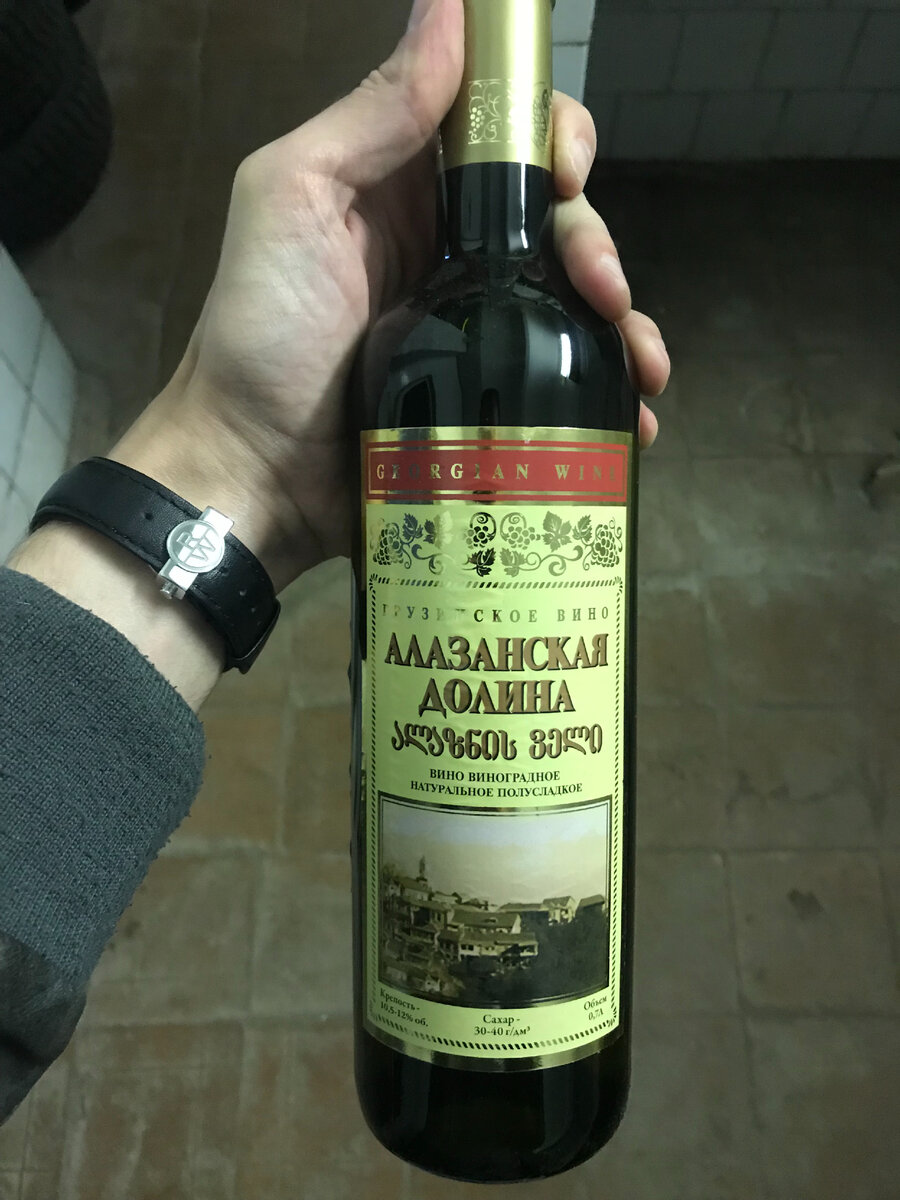 GEORGIAN WINE
ГРУЗИНСКОЕ ВИНО
АЛАЗАНСКАЯ
ДОЛИНА
ალაზნის ველი
ВИНО ВИНОГРАДНОЕ
НАТУРАЛЬНОЕ ПОЛУСЛАДКОЕ
Крепость -
10,5-12% об.
Сахар -
30-40 г/дм³
Объем
0,7Л
RW